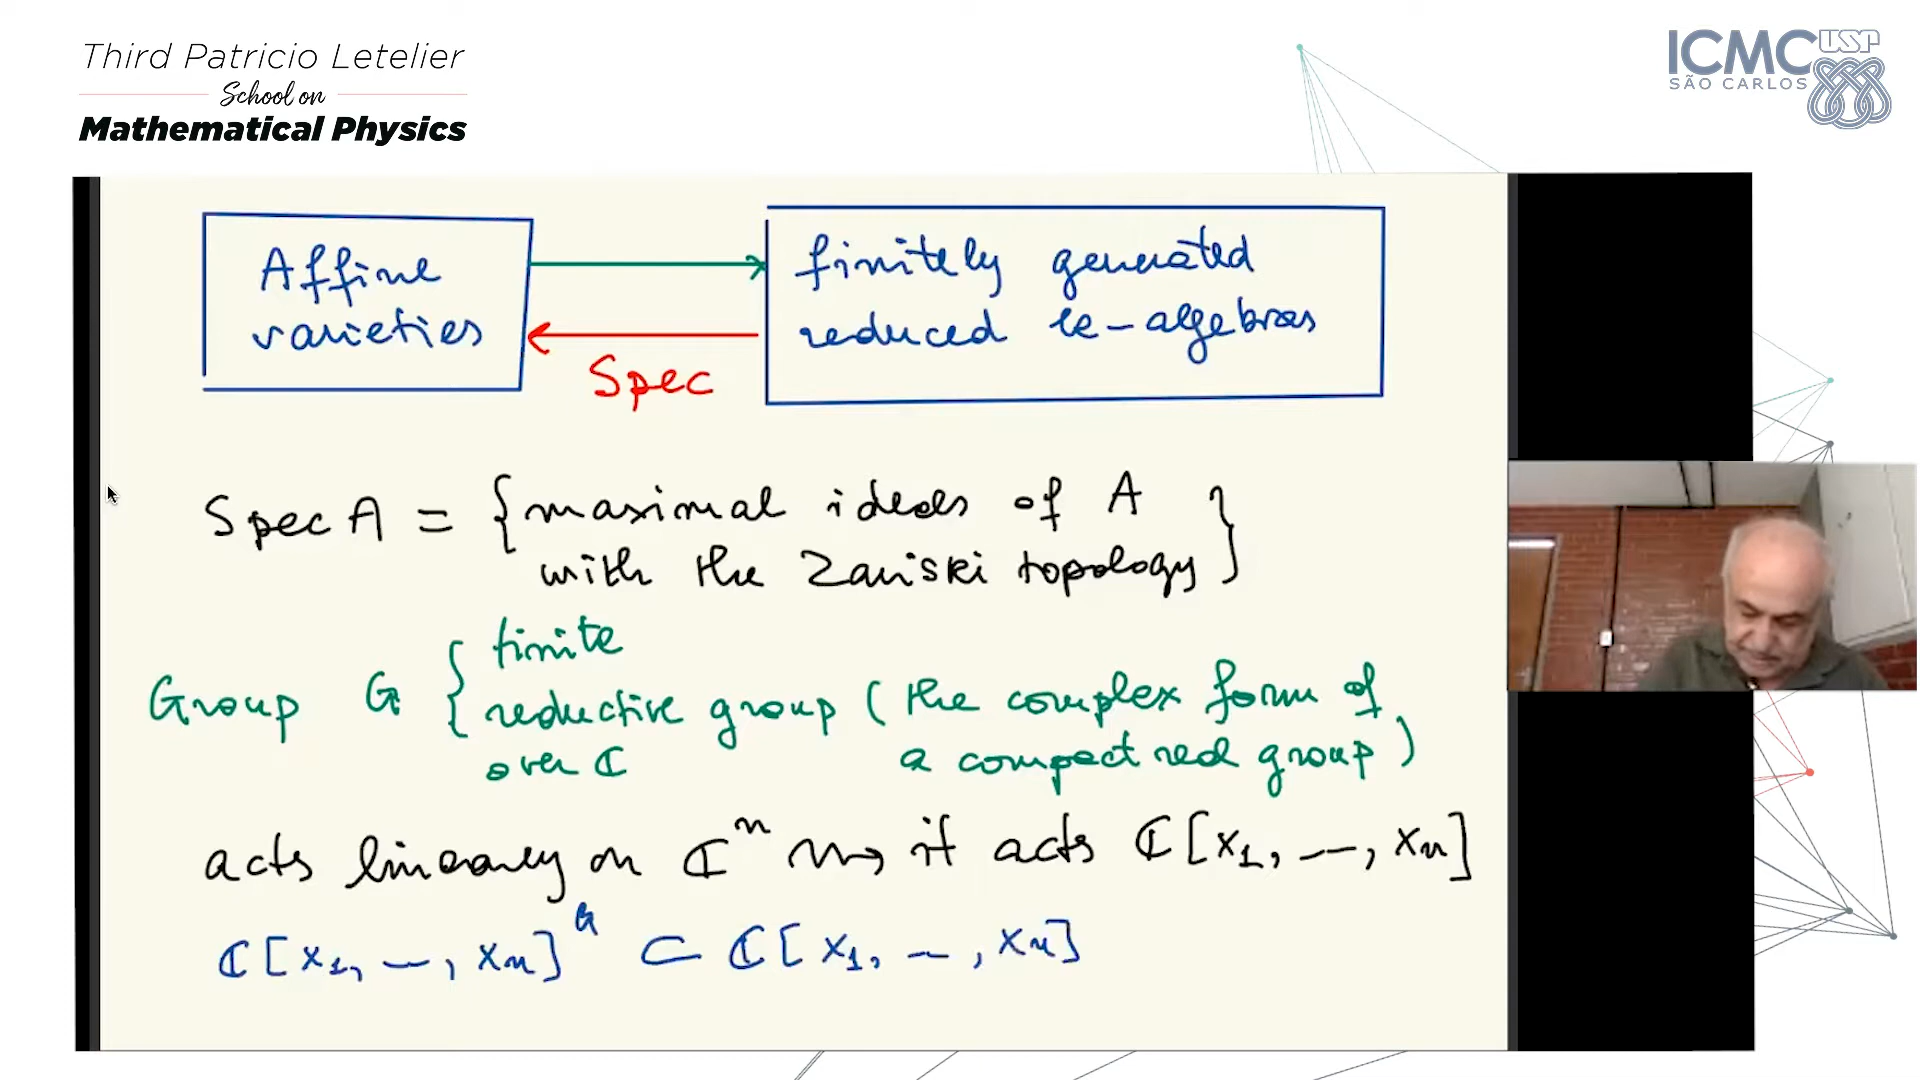 Third Patricio Letelier
School on
Mathematical Physics
ICMC USP
SÃO CARLOS
Affine
varieties
finitely generated
reduced k-algebras
Spec
Spec A = {maximal ideals of A
with the Zariski topology}
Group G { finite
reductive group (the complex form of
over ℂ a compact red group)
acts linearly on ℂⁿ ⇝ it acts ℂ[x₁, —, xₙ]
ℂ[x₁, —, xₙ]ᴳ ⊂ ℂ[x₁, —, xₙ]